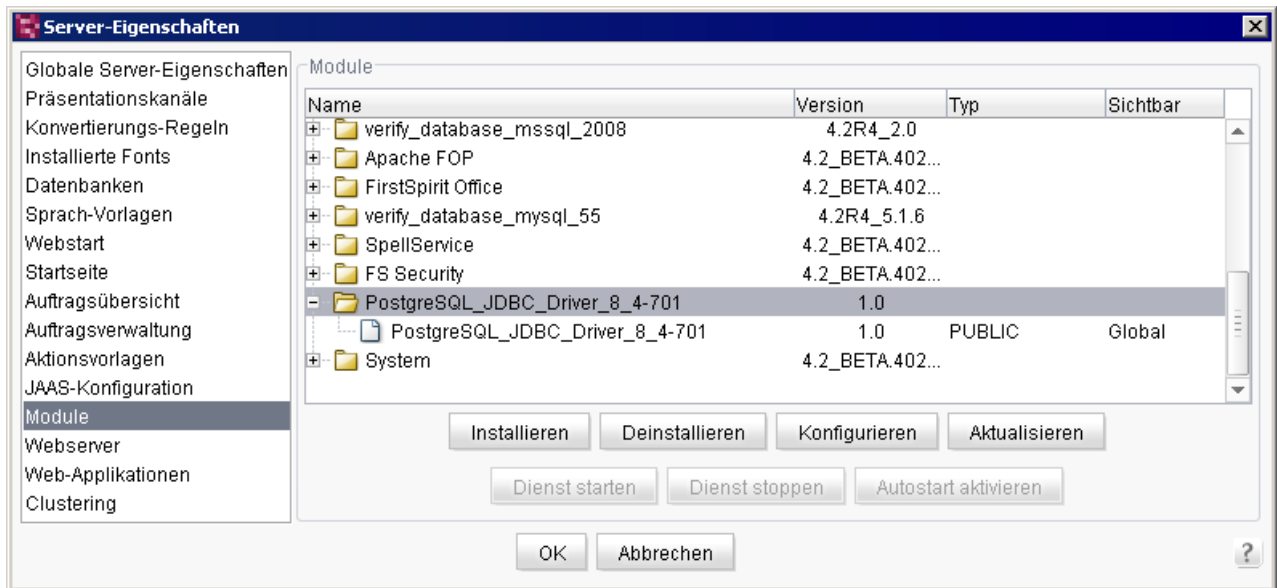 Server-Eigenschaften
Globale Server-Eigenschaften
Präsentationskanäle
Konvertierungs-Regeln
Installierte Fonts
Datenbanken
Sprach-Vorlagen
Webstart
Startseite
Auftragsübersicht
Auftragsverwaltung
Aktionsvorlagen
JAAS-Konfiguration
Module
Webserver
Web-Applikationen
Clustering
Module
Name Version Typ Sichtbar
verify_database_mssql_2008 4.2R4_2.0
Apache FOP 4.2_BETA.402...
FirstSpirit Office 4.2_BETA.402...
verify_database_mysql_55 4.2R4_5.1.6
SpellService 4.2_BETA.402...
FS Security 4.2_BETA.402...
PostgreSQL_JDBC_Driver_8_4-701 1.0
PostgreSQL_JDBC_Driver_8_4-701 1.0 PUBLIC Global
System 4.2_BETA.402...
Installieren Deinstallieren Konfigurieren Aktualisieren
Dienst starten Dienst stoppen Autostart aktivieren
OK Abbrechen ?